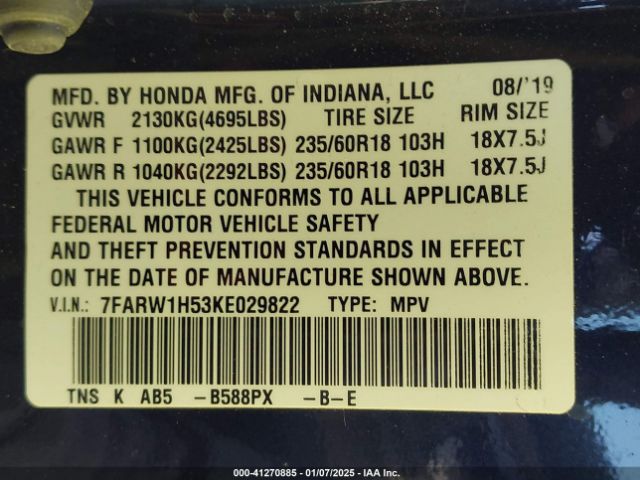 MFD. BY HONDA MFG. OF INDIANA, LLC 08/'19
GVWR 2130KG(4695LBS) TIRE SIZE RIM SIZE
GAWR F 1100KG(2425LBS) 235/60R18 103H 18X7.5J
GAWR R 1040KG(2292LBS) 235/60R18 103H 18X7.5J
THIS VEHICLE CONFORMS TO ALL APPLICABLE
FEDERAL MOTOR VEHICLE SAFETY
AND THEFT PREVENTION STANDARDS IN EFFECT
ON THE DATE OF MANUFACTURE SHOWN ABOVE.
V.I.N.: 7FARW1H53KE029822 TYPE: MPV
TNS K AB5 -B588PX -B-E
000-41270885 | 01/07/2025 - IAA Inc.